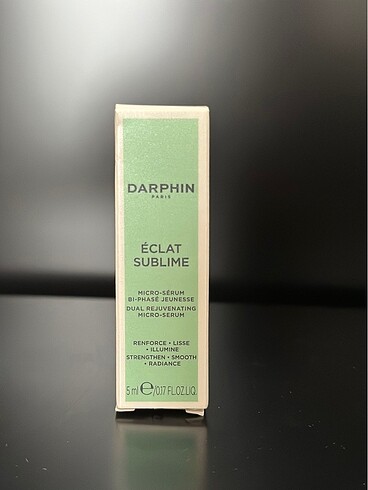 DARPHIN
PARIS
ÉCLAT
SUBLIME
MICRO-SÉRUM
BI-PHASÉ JEUNESSE
DUAL REJUVENATING
MICRO-SERUM
RENFORCE • LISSE
• ILLUMINE
STRENGTHEN • SMOOTH
• RADIANCE
5 ml ℮/0.17 FL.OZ.LIQ.